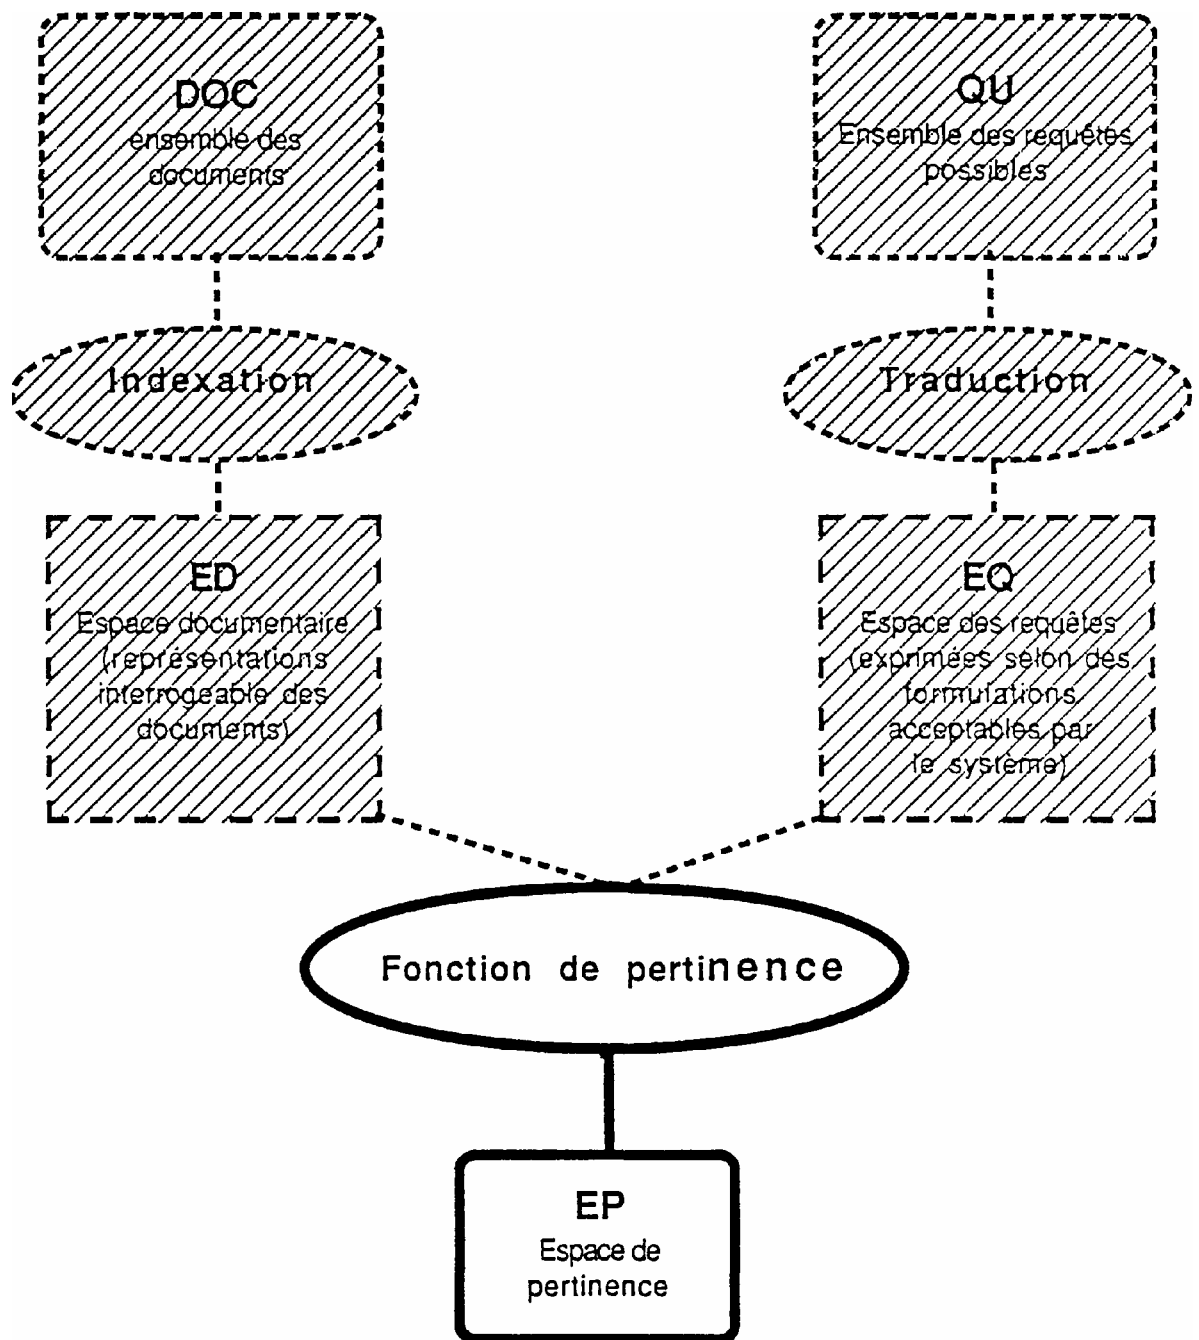 DOC
ensemble des
documents
QU
Ensemble des requêtes
possibles
Indexation
Traduction
ED
Espace documentaire
(représentations
interrogeable des
documents)
EQ
Espace des requêtes
(exprimées selon des
formulations
acceptables par
le système)
Fonction de pertinence
EP
Espace de
pertinence